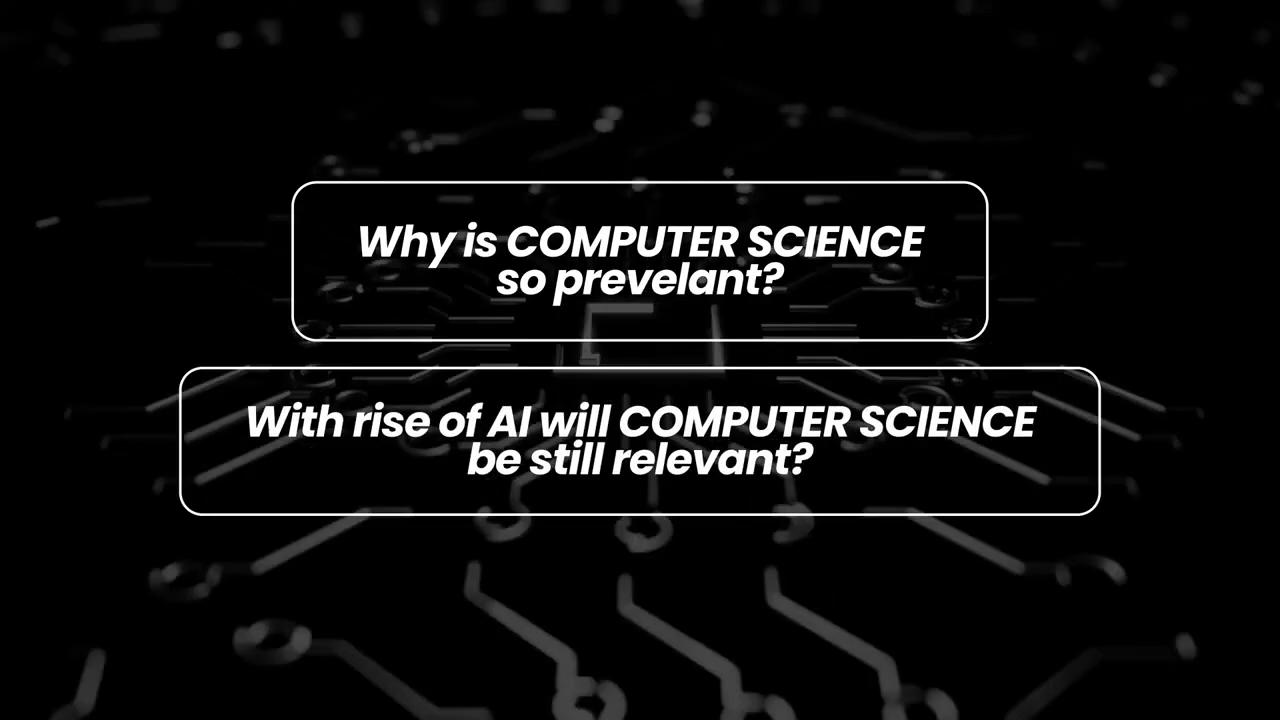 Why is COMPUTER SCIENCE
so prevelant?
With rise of AI will COMPUTER SCIENCE
be still relevant?